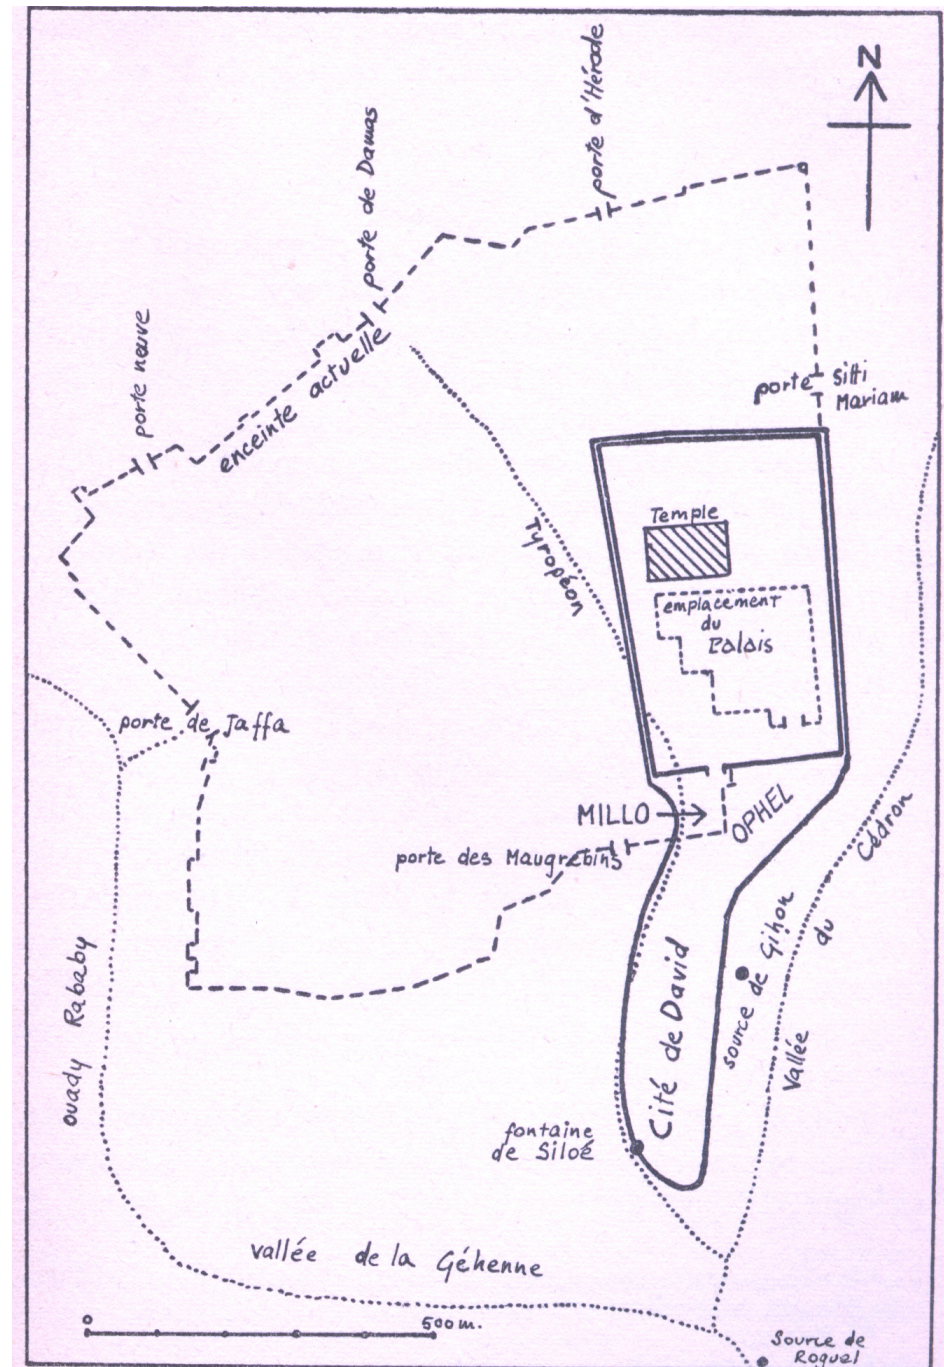 N
porte d'Hérode
porte de Damas
porte neuve
enceinte actuelle
porte Sitti
Mariam
Temple
Tyropéon
emplacement
du
Palais
porte de Jaffa
MILLO
OPHEL
porte des Maugrebins
Cédron
du
Vallée
source de Gihon
Cité de David
ouady Rababy
fontaine
de Siloé
vallée de la Géhenne
0
500 m.
Source de
Roguel